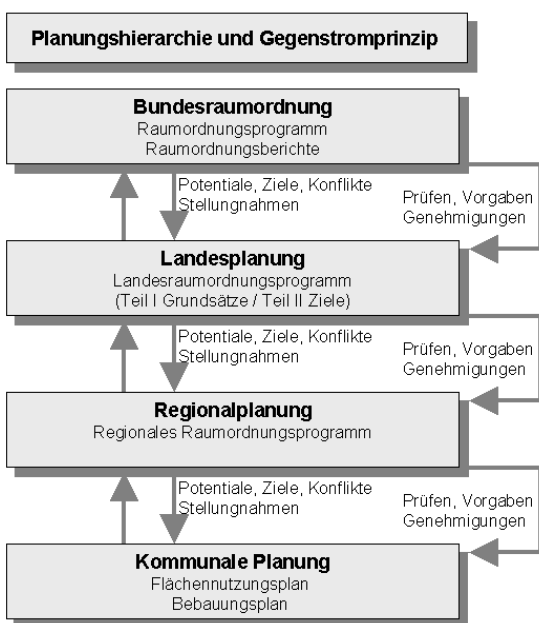 Planungshierarchie und Gegenstromprinzip
Bundesraumordnung
Raumordnungsprogramm
Raumordnungsberichte
Potentiale, Ziele, Konflikte
Stellungnahmen
Prüfen, Vorgaben
Genehmigungen
Landesplanung
Landesraumordnungsprogramm
(Teil I Grundsätze / Teil II Ziele)
Potentiale, Ziele, Konflikte
Stellungnahmen
Prüfen, Vorgaben
Genehmigungen
Regionalplanung
Regionales Raumordnungsprogramm
Potentiale, Ziele, Konflikte
Stellungnahmen
Prüfen, Vorgaben
Genehmigungen
Kommunale Planung
Flächennutzungsplan
Bebauungsplan